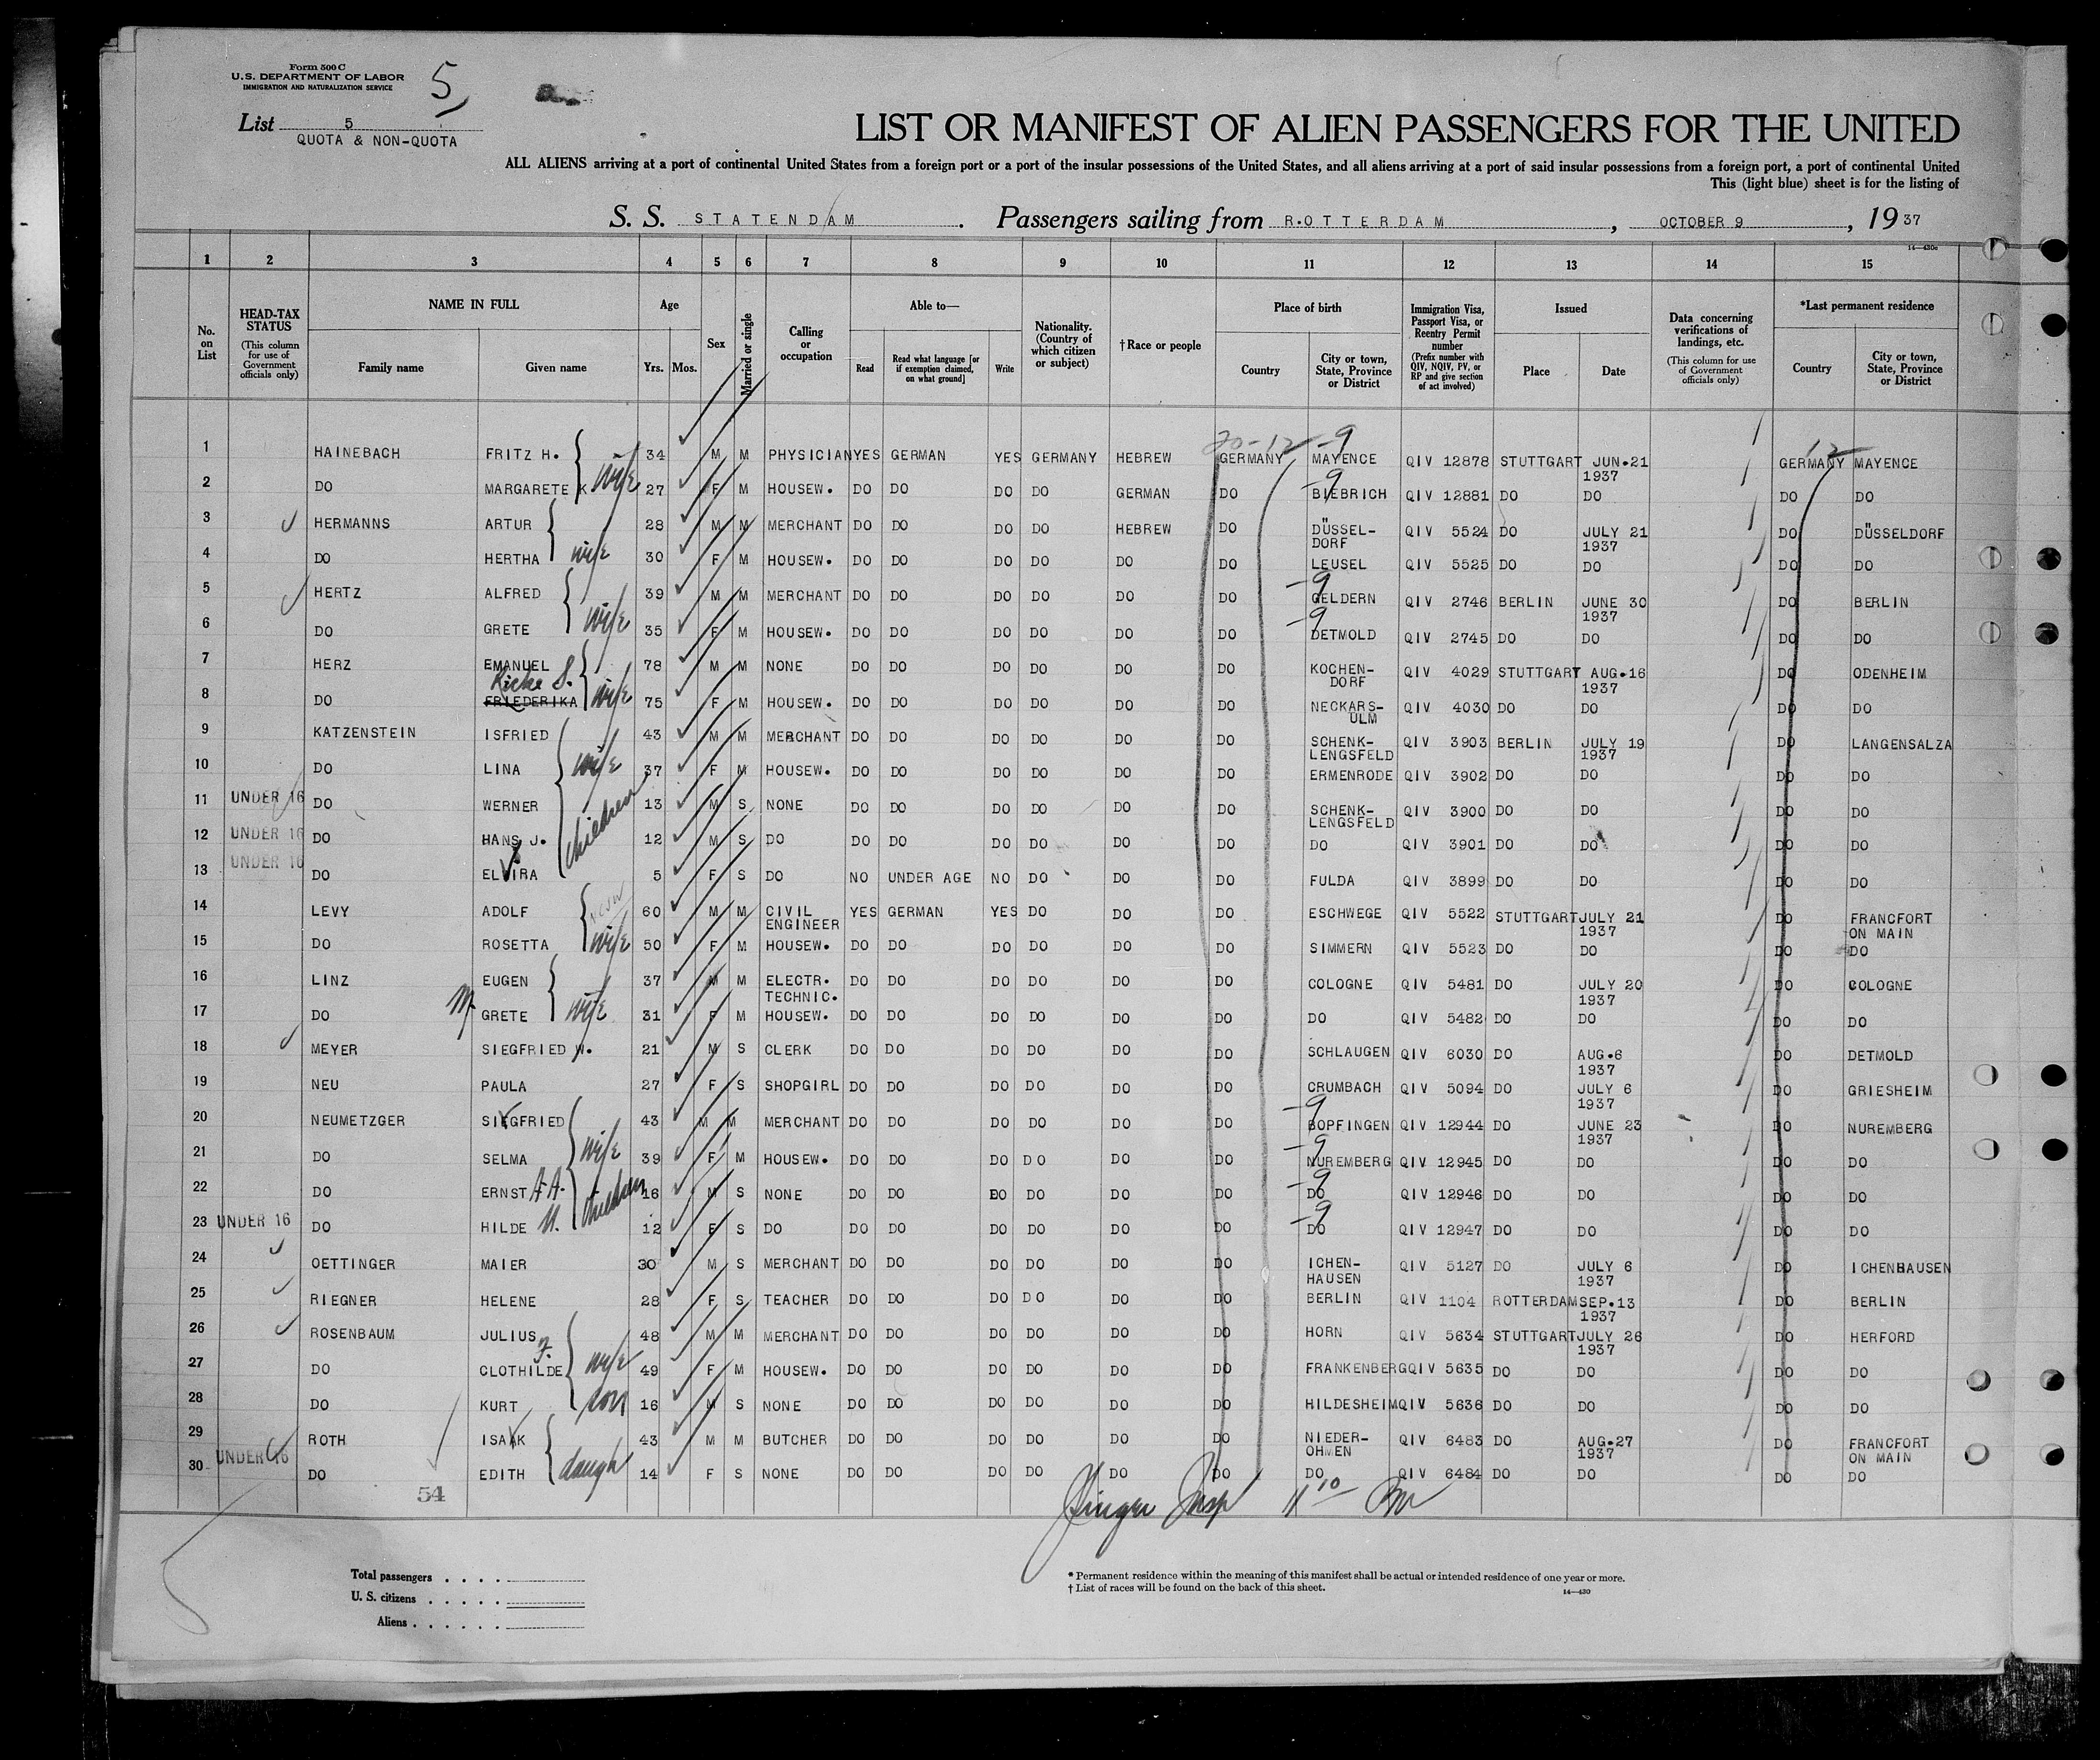 Form 500 C
U.S. DEPARTMENT OF LABOR
IMMIGRATION AND NATURALIZATION SERVICE
5
List 5
QUOTA & NON-QUOTA
LIST OR MANIFEST OF ALIEN PASSENGERS FOR THE UNITED
ALL ALIENS arriving at a port of continental United States from a foreign port or a port of the insular possessions of the United States, and all aliens arriving at a port of said insular possessions from a foreign port, a port of continental United
This (light blue) sheet is for the listing of
S. S. STATENDAM. Passengers sailing from ROTTERDAM, OCTOBER 9, 1937
14—430c
1 2 3 4 5 6 7 8 9 10 11 12 13 14 15
No. on List
HEAD-TAX STATUS (This column for use of Government officials only)
NAME IN FULL Family name Given name
Age Yrs. Mos.
Sex
Married or single
Calling or occupation
Able to— Read Read what language [or if exemption claimed, on what ground] Write
Nationality. (Country of which citizen or subject)
†Race or people
Place of birth Country City or town, State, Province or District
Immigration Visa, Passport Visa, or Reentry Permit number (Prefix number with QIV, NQIV, PV, or RP and give section of act involved)
Issued Place Date
Data concerning verifications of landings, etc. (This column for use of Government officials only)
*Last permanent residence Country City or town, State, Province or District
20-12 -9 12
1 HAINEBACH FRITZ H. 34 M M PHYSICIAN YES GERMAN YES GERMANY HEBREW GERMANY MAYENCE QIV 12878 STUTTGART JUN.21 1937 GERMANY MAYENCE
2 DO MARGARETE K wife 27 F M HOUSEW. DO DO DO DO GERMAN DO -9 BIEBRICH QIV 12881 DO DO DO DO
3 HERMANNS ARTUR 28 M M MERCHANT DO DO DO DO HEBREW DO DÜSSEL-DORF QIV 5524 DO JULY 21 1937 DO DÜSSELDORF
4 DO HERTHA wife 30 F M HOUSEW. DO DO DO DO DO DO LEUSEL QIV 5525 DO DO DO DO
5 HERTZ ALFRED 39 M M MERCHANT DO DO DO DO DO DO -9 GELDERN QIV 2746 BERLIN JUNE 30 1937 DO BERLIN
6 DO GRETE wife 35 F M HOUSEW. DO DO DO DO DO DO -9 DETMOLD QIV 2745 DO DO DO DO
7 HERZ EMANUEL 78 M M NONE DO DO DO DO DO DO KOCHEN-DORF QIV 4029 STUTTGART AUG.16 1937 DO ODENHEIM
8 DO Ricke S. FRIEDERIKA wife 75 F M HOUSEW. DO DO DO DO DO DO NECKARS-ULM QIV 4030 DO DO DO DO
9 KATZENSTEIN ISFRIED 43 M M MERCHANT DO DO DO DO DO DO SCHENK-LENGSFELD QIV 3903 BERLIN JULY 19 1937 DO LANGENSALZA
10 DO LINA wife 37 F M HOUSEW. DO DO DO DO DO DO ERMENRODE QIV 3902 DO DO DO DO
11 UNDER 16 DO WERNER children 13 M S NONE DO DO DO DO DO DO SCHENK-LENGSFELD QIV 3900 DO DO DO DO
12 UNDER 16 DO HANS J. 12 M S DO DO DO DO DO DO DO DO QIV 3901 DO DO DO DO
13 UNDER 16 DO ELVIRA 5 F S DO NO UNDER AGE NO DO DO DO FULDA QIV 3899 DO DO DO DO
14 LEVY ADOLF 60 M M CIVIL ENGINEER YES GERMAN YES DO DO DO ESCHWEGE QIV 5522 STUTTGART JULY 21 1937 DO FRANCFORT ON MAIN
15 DO ROSETTA wife 50 F M HOUSEW. DO DO DO DO DO DO SIMMERN QIV 5523 DO DO DO DO
16 LINZ EUGEN 37 M M ELECTR. TECHNIC. DO DO DO DO DO DO COLOGNE QIV 5481 DO JULY 20 1937 DO COLOGNE
17 DO M. GRETE wife 31 F M HOUSEW. DO DO DO DO DO DO DO QIV 5482 DO DO DO DO
18 MEYER SIEGFRIED W. 21 M S CLERK DO DO DO DO DO DO SCHLAUGEN QIV 6030 DO AUG.6 1937 DO DETMOLD
19 NEU PAULA 27 F S SHOPGIRL DO DO DO DO DO DO CRUMBACH QIV 5094 DO JULY 6 1937 DO GRIESHEIM
20 NEUMETZGER SIEGFRIED 43 M M MERCHANT DO DO DO DO DO DO -9 BOPFINGEN QIV 12944 DO JUNE 23 1937 DO NUREMBERG
21 DO SELMA wife 39 F M HOUSEW. DO DO DO DO DO DO -9 NUREMBERG QIV 12945 DO DO DO DO
22 DO ERNST A.A. children 16 M S NONE DO DO DO DO DO DO -9 DO QIV 12946 DO DO DO DO
23 UNDER 16 DO HILDE U. 12 F S DO DO DO DO DO DO DO -9 DO QIV 12947 DO DO DO DO
24 OETTINGER MAIER 30 M S MERCHANT DO DO DO DO DO DO ICHEN-HAUSEN QIV 5127 DO JULY 6 1937 DO ICHENHAUSEN
25 RIEGNER HELENE 28 F S TEACHER DO DO DO DO DO DO BERLIN QIV 1104 ROTTERDAM SEP.13 1937 DO BERLIN
26 ROSENBAUM JULIUS 48 M M MERCHANT DO DO DO DO DO DO HORN QIV 5634 STUTTGART JULY 26 1937 DO HERFORD
27 DO CLOTHILDE F. wife 49 F M HOUSEW. DO DO DO DO DO DO FRANKENBERG QIV 5635 DO DO DO DO
28 DO KURT son 16 M S NONE DO DO DO DO DO DO HILDESHEIM QIV 5636 DO DO DO DO
29 ROTH ISAAK 43 M M BUTCHER DO DO DO DO DO DO NIEDER-OHMEN QIV 6483 DO AUG.27 1937 DO FRANCFORT ON MAIN
30 UNDER 16 DO EDITH daugh 14 F S NONE DO DO DO DO DO DO DO QIV 6484 DO DO DO DO
54
Insp 11 10
Total passengers . . . .
U. S. citizens . . . . .
Aliens . . . . . .
* Permanent residence within the meaning of this manifest shall be actual or intended residence of one year or more.
† List of races will be found on the back of this sheet.
14—430